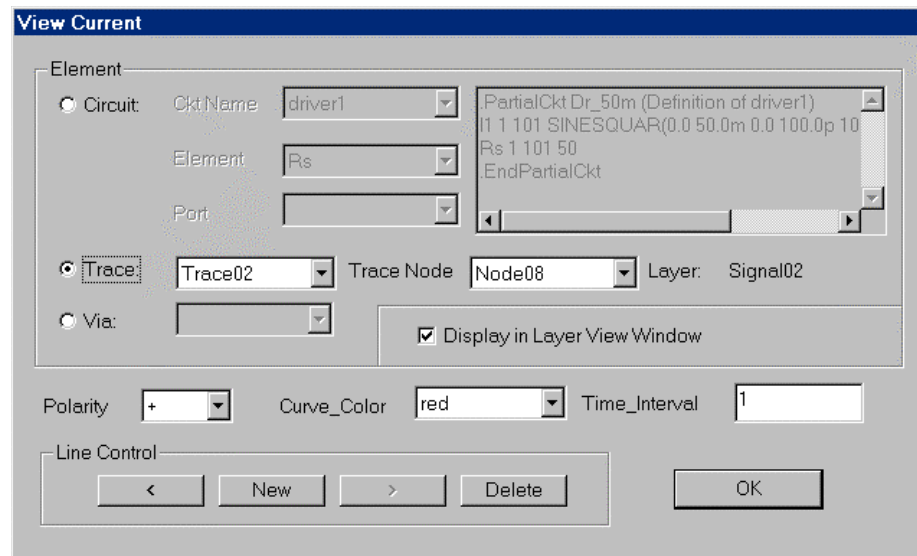 View Current
Element
Circuit: Ckt Name driver1
.PartialCkt Dr_50m (Definition of driver1)
I1 1 101 SINESQUAR(0.0 50.0m 0.0 100.0p 10
Rs 1 101 50
.EndPartialCkt
Element Rs
Port
Trace: Trace02 Trace Node Node08 Layer: Signal02
Via:
Display in Layer View Window
Polarity + Curve_Color red Time_Interval 1
Line Control
< New > Delete OK